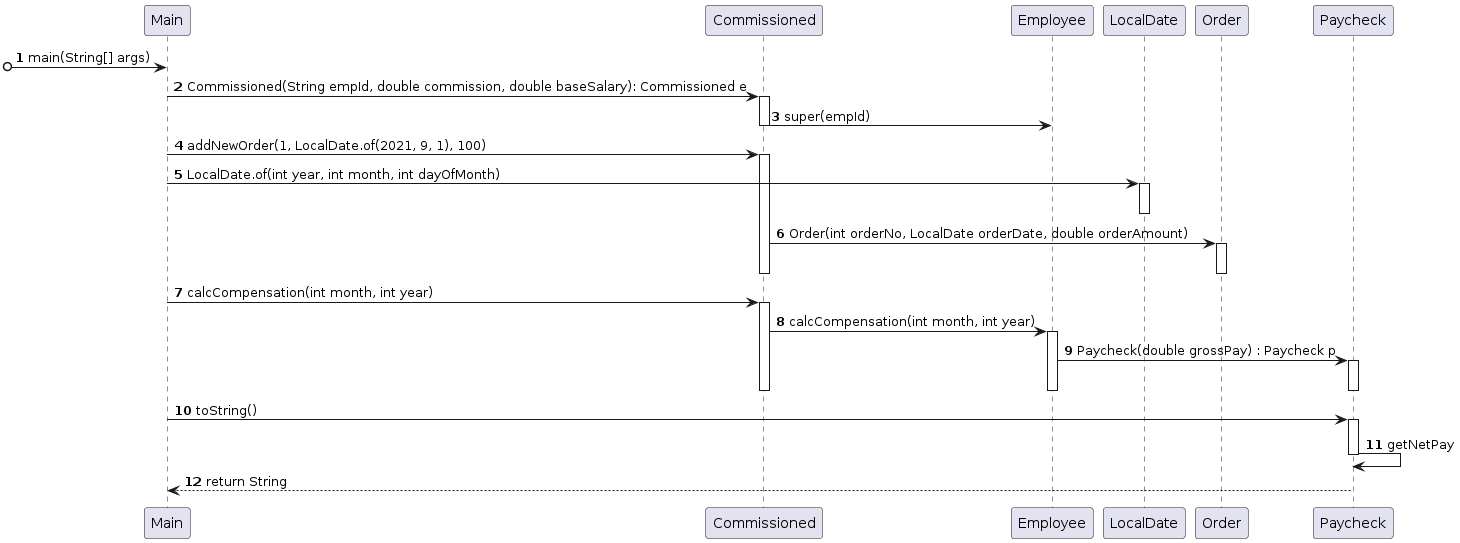 Main Commissioned Employee LocalDate Order Paycheck
1 main(String[] args)
2 Commissioned(String empId, double commission, double baseSalary): Commissioned e
3 super(empId)
4 addNewOrder(1, LocalDate.of(2021, 9, 1), 100)
5 LocalDate.of(int year, int month, int dayOfMonth)
6 Order(int orderNo, LocalDate orderDate, double orderAmount)
7 calcCompensation(int month, int year)
8 calcCompensation(int month, int year)
9 Paycheck(double grossPay) : Paycheck p
10 toString()
11 getNetPay
12 return String
Main Commissioned Employee LocalDate Order Paycheck